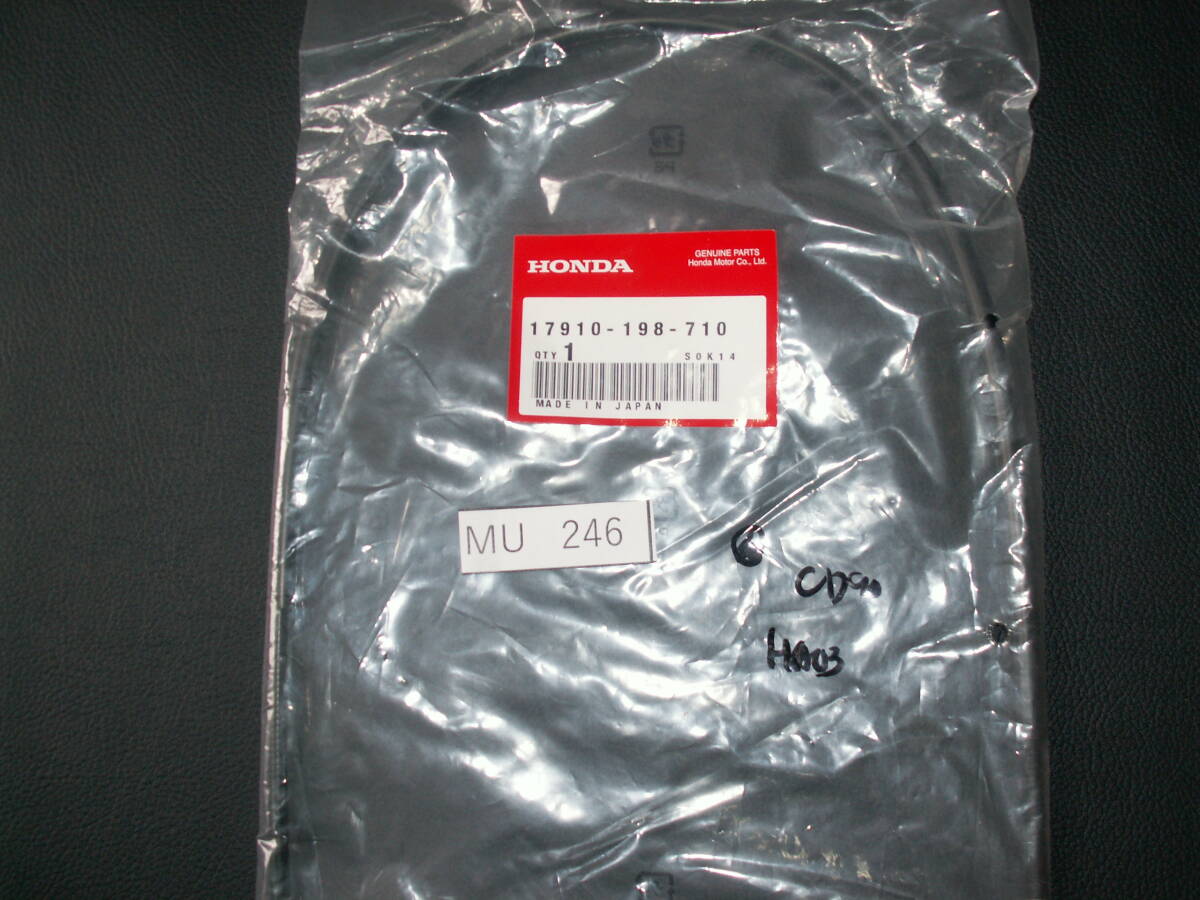 HONDA
GENUINE PARTS
Honda Motor Co., Ltd.
17910-198-710
QTY 1
S0K14
MADE IN JAPAN
MU 246
6
CD90
HA03